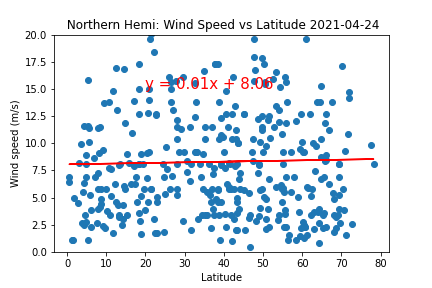 Northern Hemi: Wind Speed vs Latitude 2021-04-24
20.0
17.5
y = 0.01x + 8.06
15.0
12.5
10.0
7.5
5.0
2.5
0.0
Wind speed (m/s)
0 10 20 30 40 50 60 70 80
Latitude